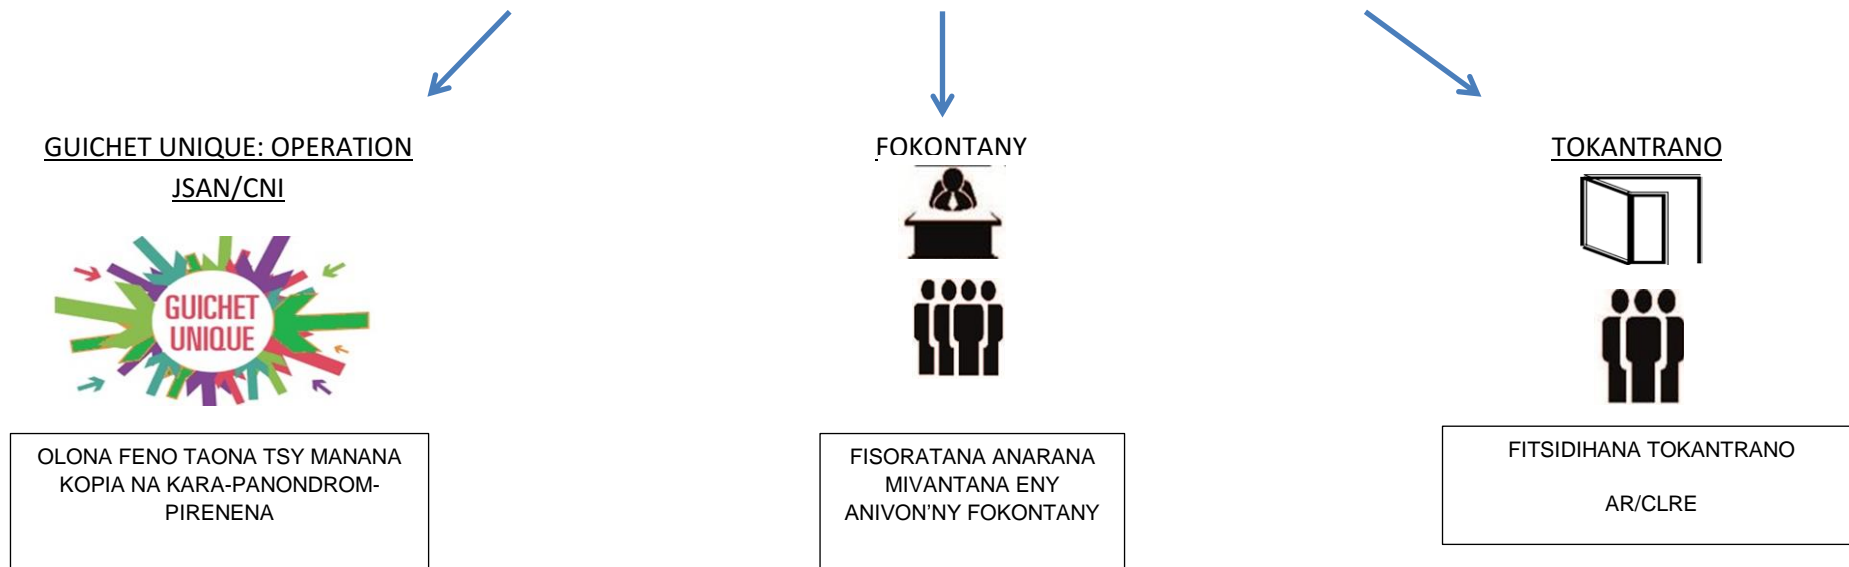 GUICHET UNIQUE: OPERATION
JSAN/CNI
GUICHET
UNIQUE
OLONA FENO TAONA TSY MANANA
KOPIA NA KARA-PANONDROM-
PIRENENA
FOKONTANY
FISORATANA ANARANA
MIVANTANA ENY
ANIVON'NY FOKONTANY
TOKANTRANO
FITSIDIHANA TOKANTRANO
AR/CLRE